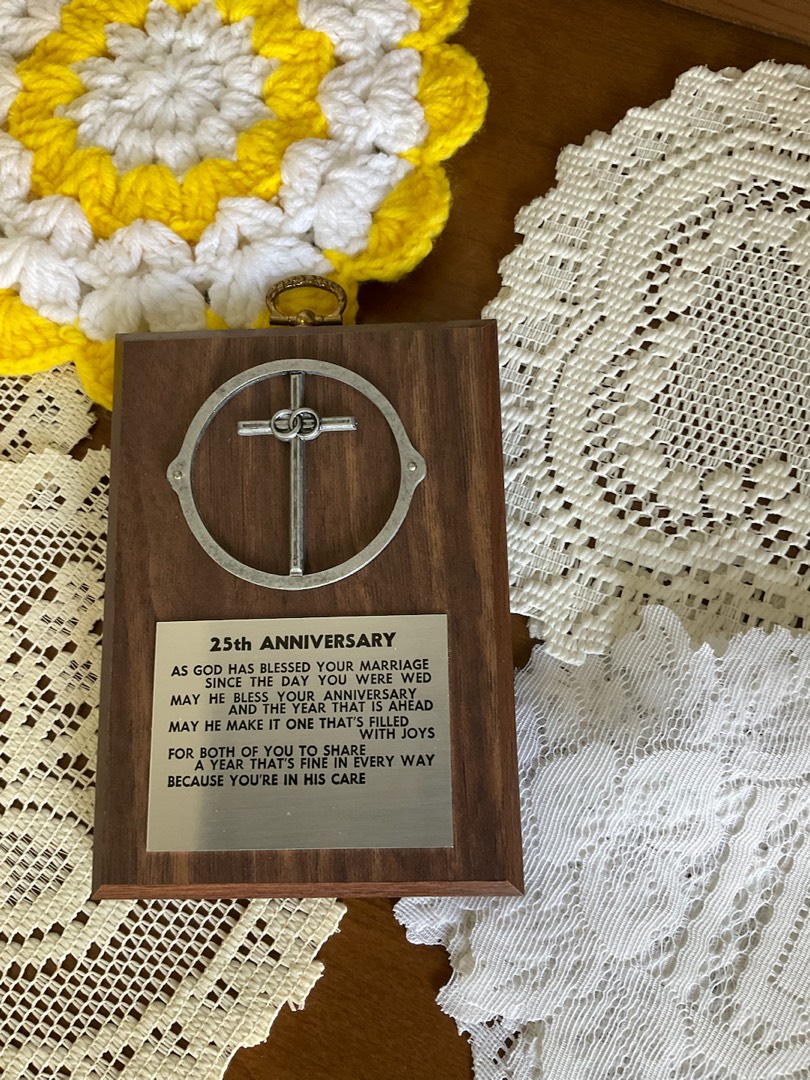 25th ANNIVERSARY
AS GOD HAS BLESSED YOUR MARRIAGE
SINCE THE DAY YOU WERE WED
MAY HE BLESS YOUR ANNIVERSARY
AND THE YEAR THAT IS AHEAD
MAY HE MAKE IT ONE THAT'S FILLED
WITH JOYS
FOR BOTH OF YOU TO SHARE
A YEAR THAT'S FINE IN EVERY WAY
BECAUSE YOU'RE IN HIS CARE